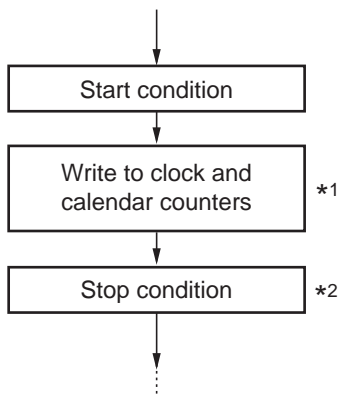 Start condition
Write to clock and
calendar counters
*1
Stop condition
*2